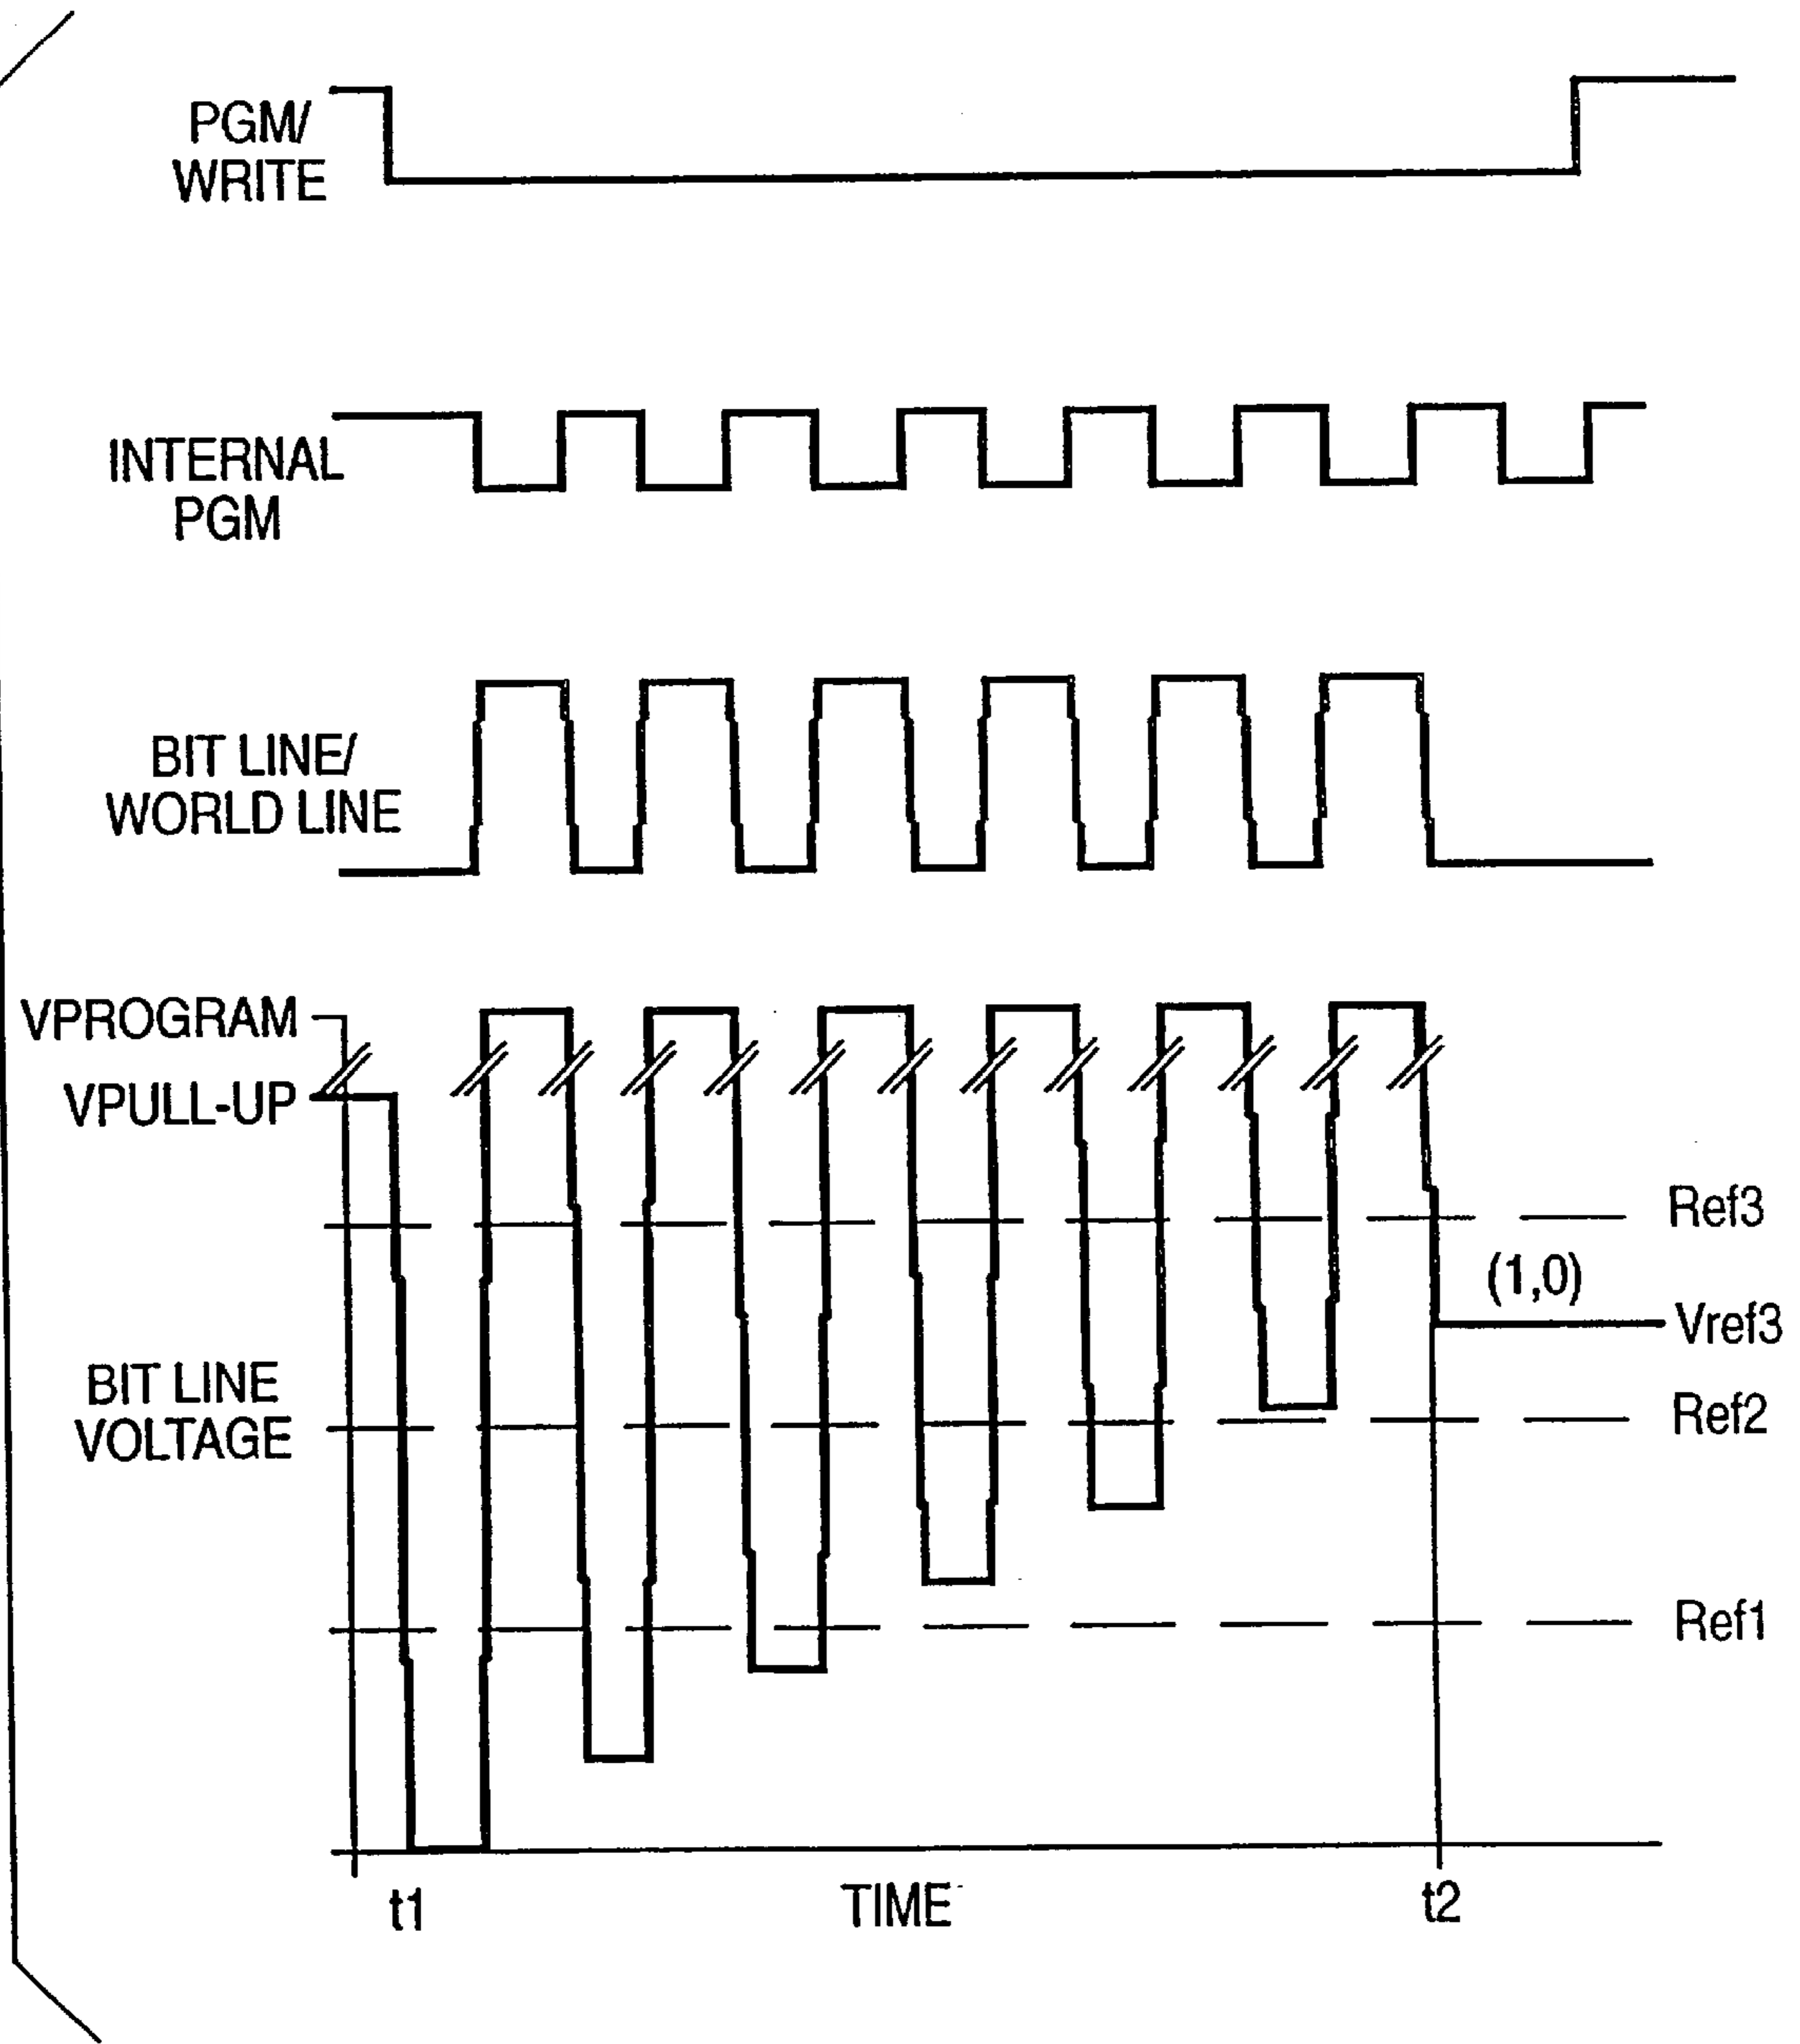 PGM/
WRITE
INTERNAL
PGM
BIT LINE/
WORLD LINE
VPROGRAM
VPULL-UP
Ref3
(1,0)
Vref3
BIT LINE
VOLTAGE
Ref2
Ref1
t1
TIME
t2